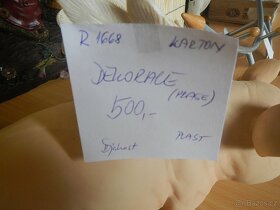 R 1668 KARTON
DEKORACE
(PRASE)
500,-
PLAST